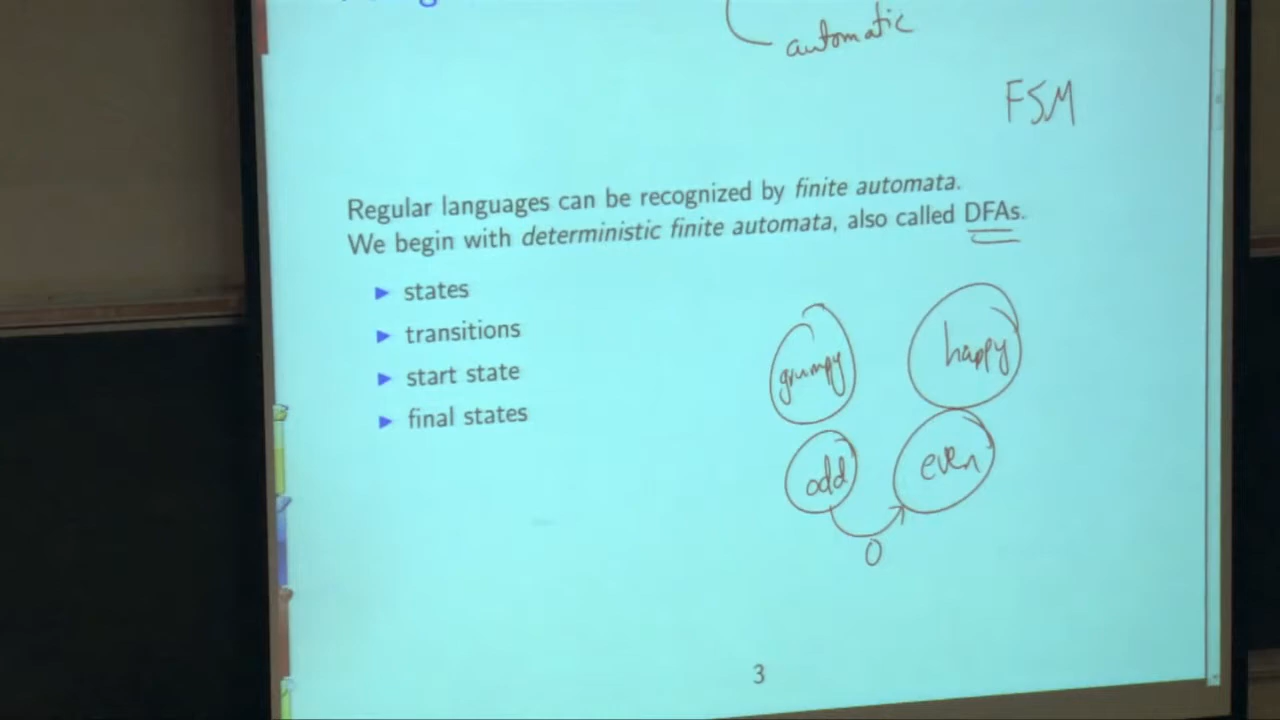 automatic
FSM
Regular languages can be recognized by finite automata.
We begin with deterministic finite automata, also called DFAs.
▶ states
▶ transitions
▶ start state
▶ final states
grumpy
happy
odd
even
0
3